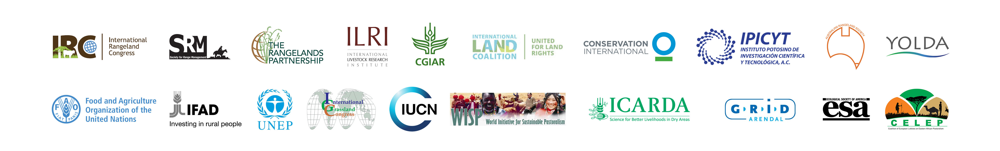 IRC
International
Rangeland
Congress
SRM
Society for Range Management
THE
RANGELANDS
PARTNERSHIP
ILRI
INTERNATIONAL
LIVESTOCK RESEARCH
INSTITUTE
CGIAR
INTERNATIONAL
LAND
COALITION
UNITED
FOR LAND
RIGHTS
CONSERVATION
INTERNATIONAL
IPICYT
INSTITUTO POTOSINO DE
INVESTIGACIÓN CIENTÍFICA
Y TECNOLÓGICA, A.C.
AUSTRALIAN RANGELAND SOCIETY
YOLDA
FAO
FIAT PANIS
Food and Agriculture
Organization of the
United Nations
IFAD
Investing in rural people
UNEP
International
Grassland
Congress
IUCN
WISP
World Initiative for Sustainable Pastoralism
ICARDA
Science for Better Livelihoods in Dry Areas
GRID
ARENDAL
ECOLOGICAL SOCIETY OF AMERICA
esa
CELEP
Coalition of European Lobbies on Eastern African Pastoralism